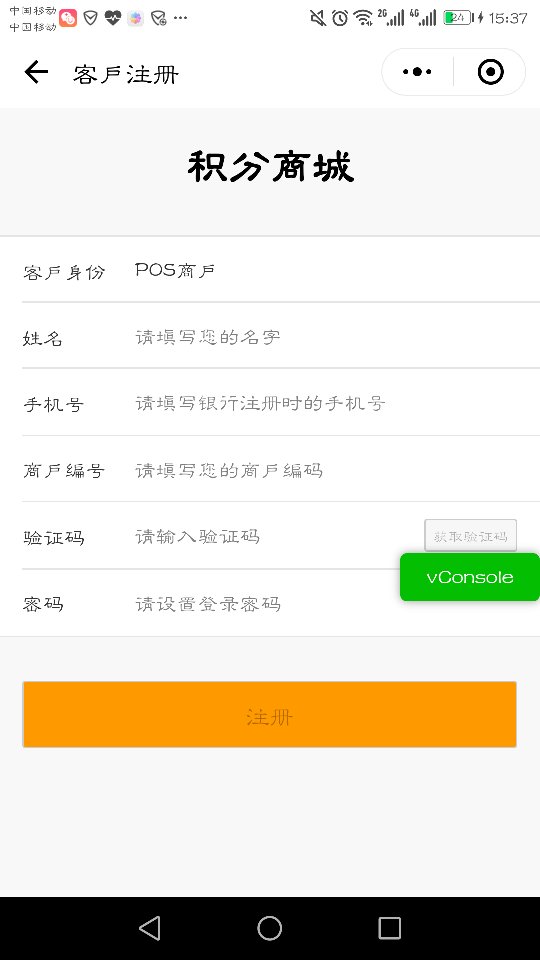 中国移动
中国移动
2G
4G
24
15:37
客户注册
积分商城
客户身份 POS商户
姓名 请填写您的名字
手机号 请填写银行注册时的手机号
商户编号 请填写您的商户编码
验证码 请输入验证码 获取验证码
vConsole
密码 请设置登录密码
注册